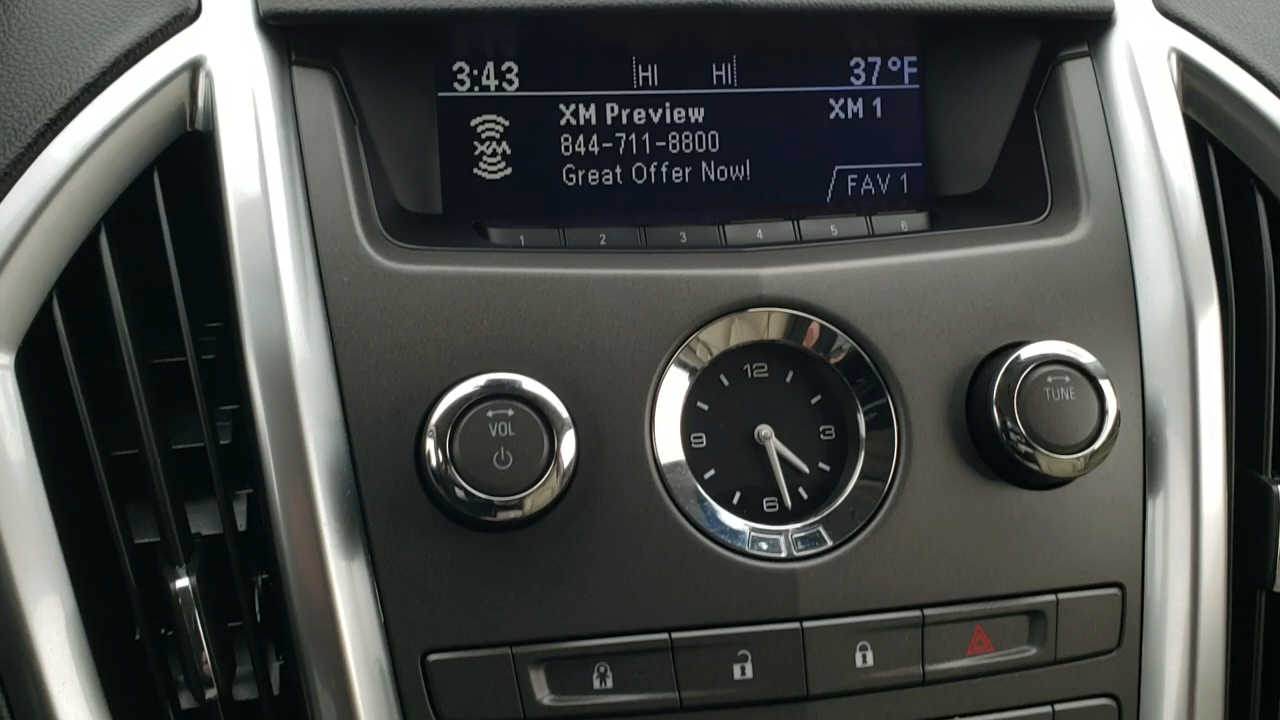 3:43 HI HI 37°F
XM Preview XM 1
XM
844-711-8800
Great Offer Now!
FAV 1
1 2 3 4 5 6
VOL
12
3
6
9
TUNE